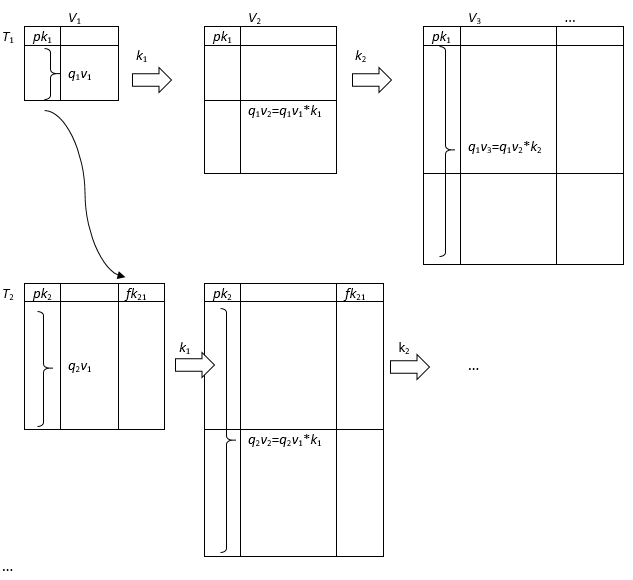 V₁ V₂ V₃ ...
T₁ pk₁ pk₁ pk₁
k₁ k₂
q₁v₁
q₁v₂=q₁v₁*k₁
q₁v₃=q₁v₂*k₂
T₂ pk₂ fk₂₁ pk₂ fk₂₁
k₁ k₂
q₂v₁ ...
q₂v₂=q₂v₁*k₁
...